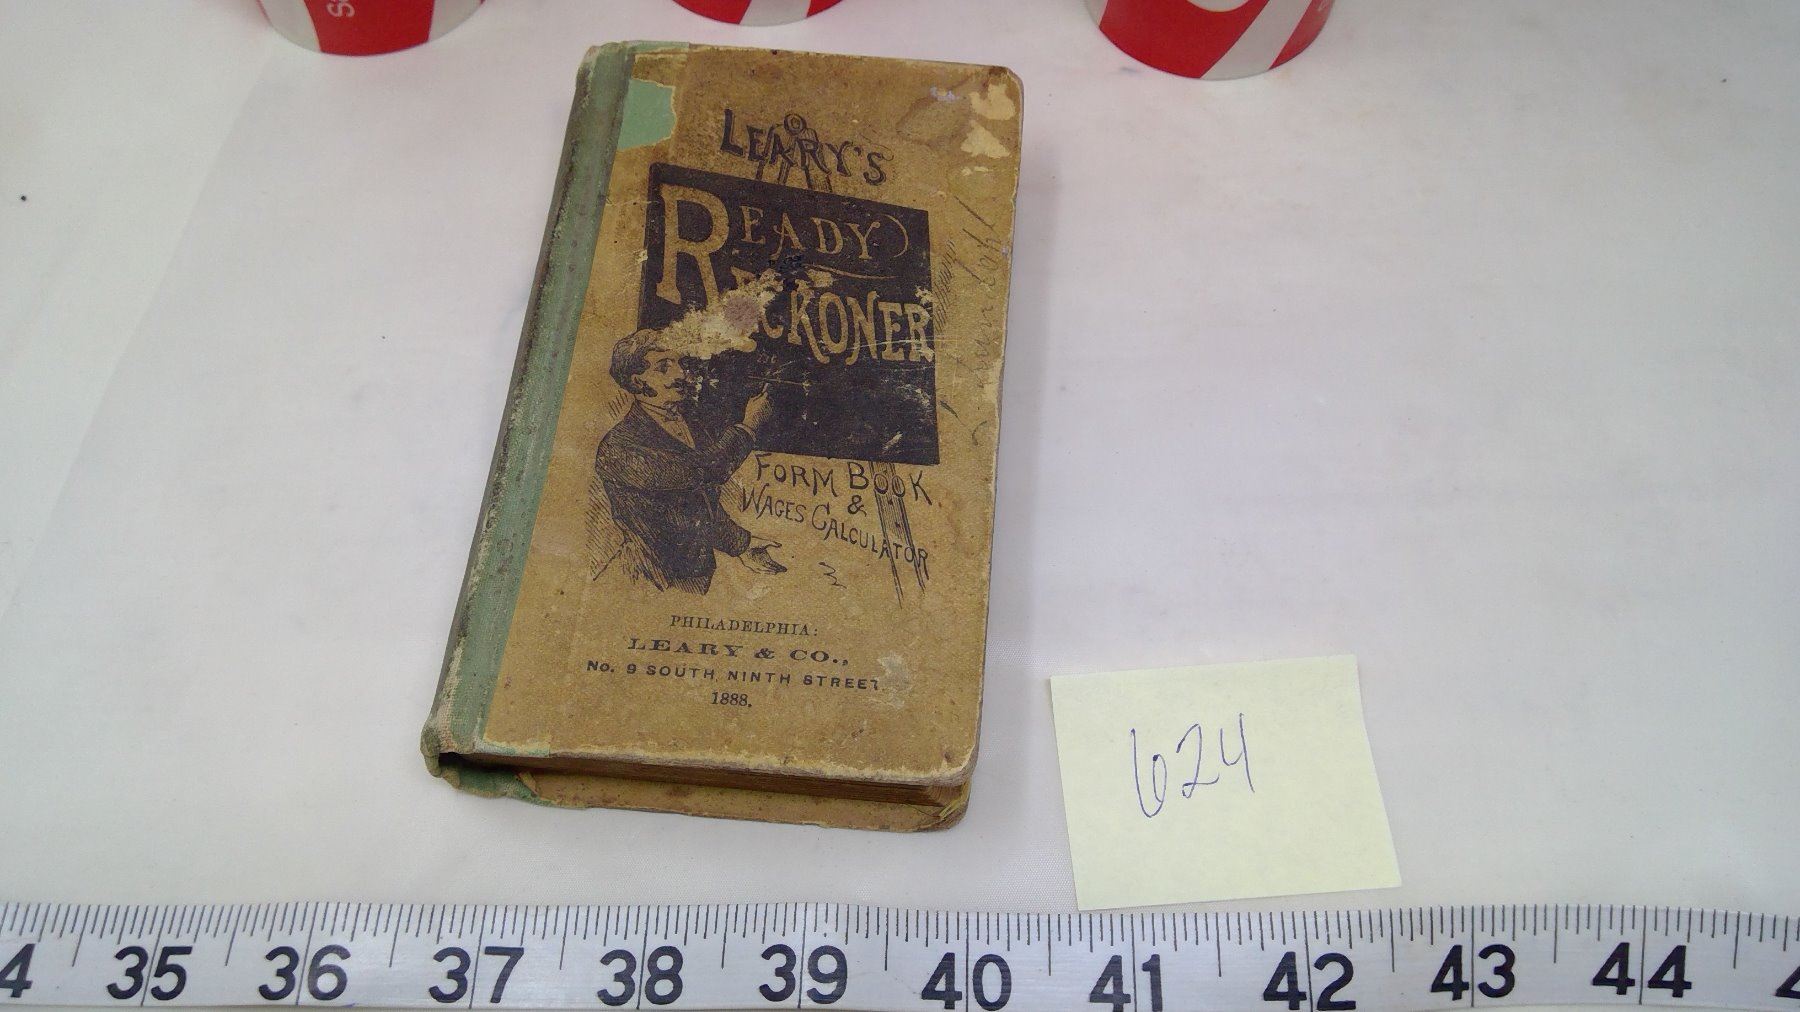 LEARY'S
READY
RECKONER
FORM BOOK
&
WAGES CALCULATOR
PHILADELPHIA:
LEARY & CO.,
No. 9 SOUTH NINTH STREET,
1888.
624
35 36 37 38 39 40 41 42 43 44